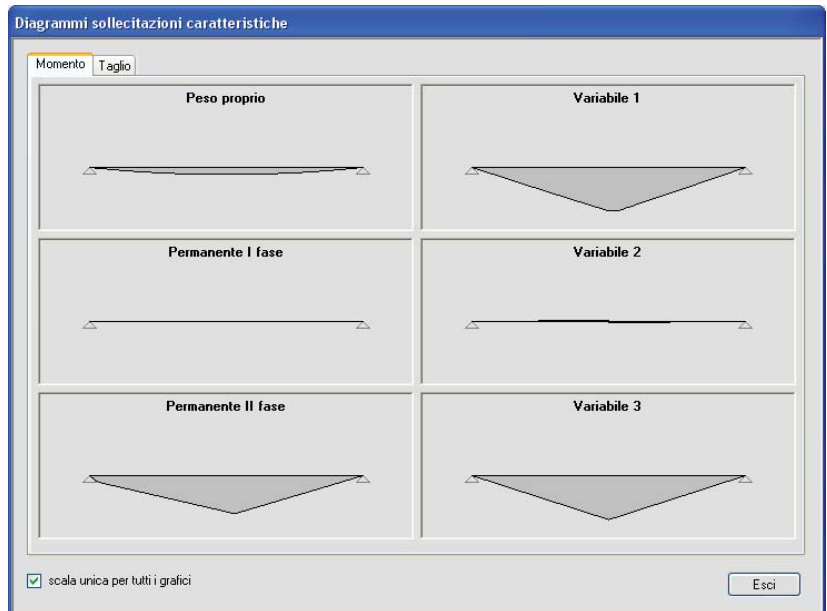 Diagrammi sollecitazioni caratteristiche
Momento Taglio
Peso proprio
Variabile 1
Permanente I fase
Variabile 2
Permanente II fase
Variabile 3
scala unica per tutti i grafici
Esci